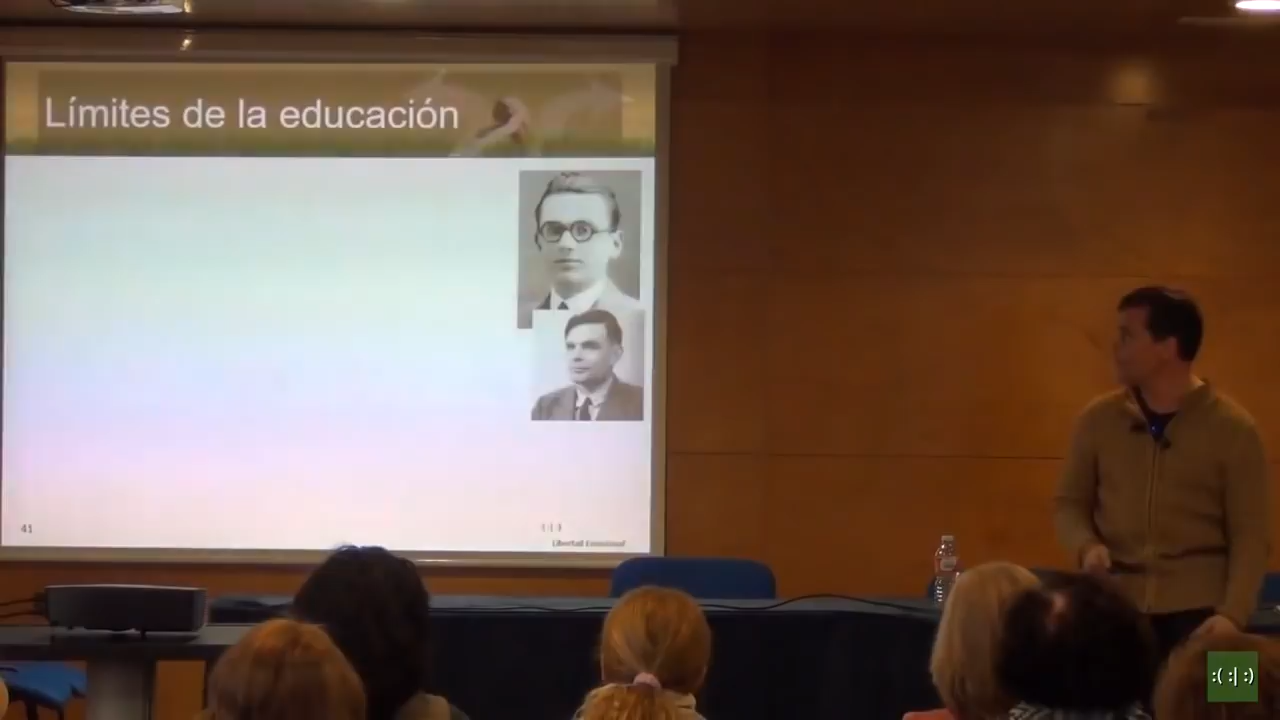 Límites de la educación
41
:( :| :)
Libertad Emocional
:( :| :)